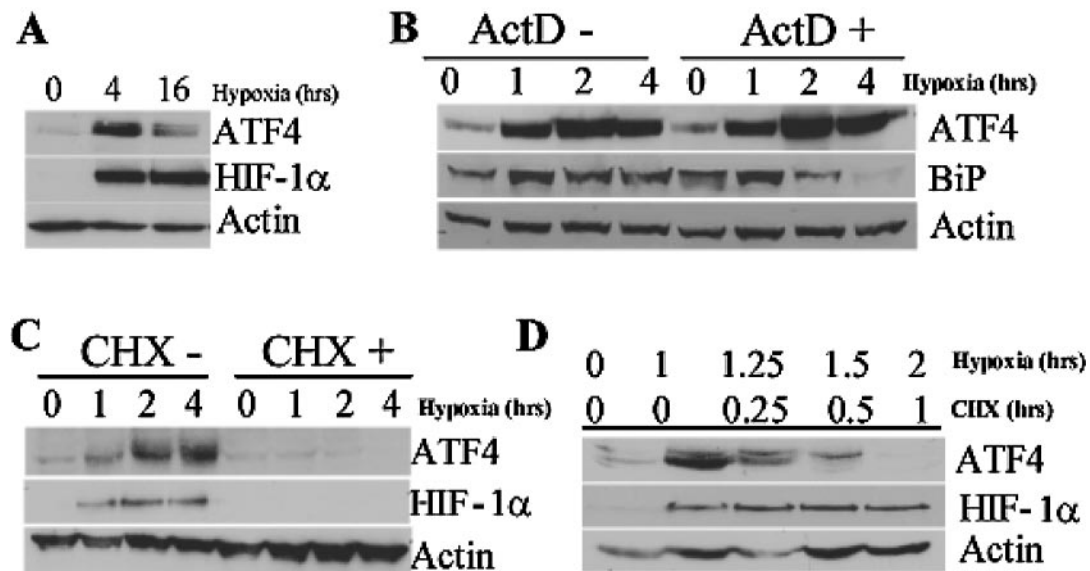 A
0 4 16 Hypoxia (hrs)
ATF4
HIF-1α
Actin
B
ActD - ActD +
0 1 2 4 0 1 2 4 Hypoxia (hrs)
ATF4
BiP
Actin
C
CHX - CHX +
0 1 2 4 0 1 2 4 Hypoxia (hrs)
ATF4
HIF-1α
Actin
D
0 1 1.25 1.5 2 Hypoxia (hrs)
0 0 0.25 0.5 1 CHX (hrs)
ATF4
HIF-1α
Actin